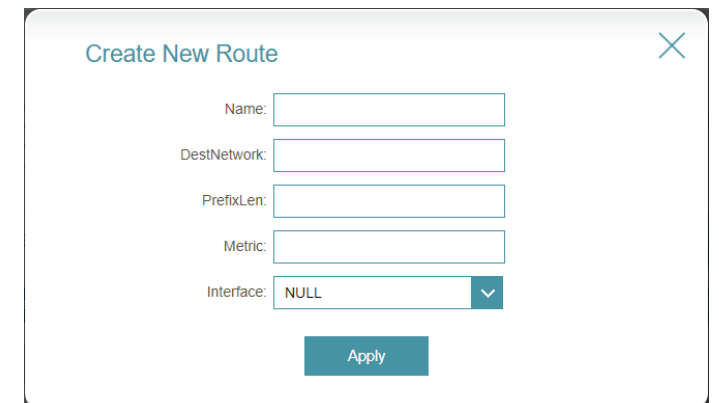 Create New Route
Name:
DestNetwork:
PrefixLen:
Metric:
Interface: NULL
Apply